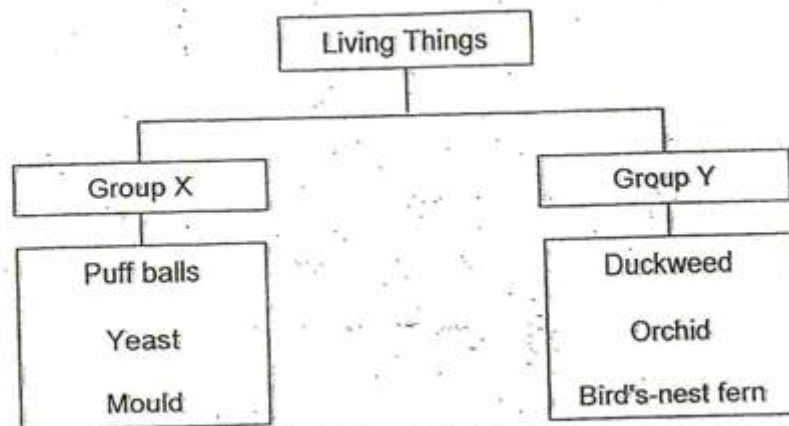 Living Things
Group X
Group Y
Puff balls
Yeast
Mould
Duckweed
Orchid
Bird's-nest fern